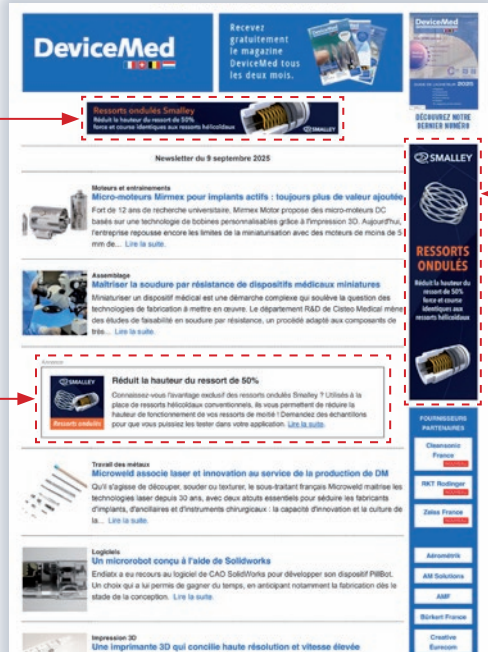 DeviceMed
Recevez
gratuitement
le magazine
DeviceMed tous
les deux mois.
DeviceMed
2025
DÉCOUVREZ NOTRE
DERNIER NUMÉRO
Ressorts ondulés Smalley
Réduit la hauteur du ressort de 50%
force et course identiques aux ressorts hélicoïdaux
SMALLEY
Newsletter du 9 septembre 2025
Moteurs et entrainements
Micro-moteurs Mirmex pour implants actifs : toujours plus de valeur ajoutée
Fort de 12 ans de recherche universitaire, Mirmex Motor propose des micro-moteurs DC
basés sur une technologie de bobines personnalisables grâce à l'impression 3D. Aujourd'hui,
l'entreprise repousse encore les limites de la miniaturisation avec des moteurs de moins de 5
mm de... Lire la suite.
Assemblage
Maîtriser la soudure par résistance de dispositifs médicaux miniatures
Miniaturiser un dispositif médical est une démarche complexe qui soulève la question des
technologies de fabrication à mettre en œuvre. Le département R&D de Cisteo Medical mène
des études de faisabilité en soudure par résistance, un procédé adapté aux composants de
très... Lire la suite.
Annonce
SMALLEY
Ressorts ondulés
Réduit la hauteur du ressort de 50%
Connaissez-vous l'avantage exclusif des ressorts ondulés Smalley ? Utilisés à la
place de ressorts hélicoïdaux conventionnels, ils vous permettent de réduire la
hauteur de fonctionnement de vos ressorts de moitié ! Demandez des échantillons
pour que vous puissiez les tester dans votre application. Lire la suite.
Travail des métaux
Microweld associe laser et innovation au service de la production de DM
Qu'il s'agisse de découper, souder ou texturer, le sous-traitant français Microweld maitrise les
technologies laser depuis 30 ans, avec deux atouts essentiels pour séduire les fabricants
d'implants, d'ancillaires et d'instruments chirurgicaux : la capacité d'innovation et la culture de
la... Lire la suite.
Logiciels
Un microrobot conçu à l'aide de Solidworks
Endiatx a eu recours au logiciel de CAO SolidWorks pour développer son dispositif PillBot.
Un choix qui a lui permis de gagner du temps, en anticipant notamment la fabrication dès le
stade de la conception. Lire la suite.
Impression 3D
Une imprimante 3D qui concilie haute résolution et vitesse élevée
SMALLEY
RESSORTS
ONDULÉS
Réduit la hauteur du
ressort de 50%
force et course
identiques aux
ressorts hélicoïdaux
FOURNISSEURS
PARTENAIRES
Cleansonic
France
RKT Rodinger
Zeiss France
Aérométrik
AM Solutions
AMF
Bürkert France
Creative
Eurecom